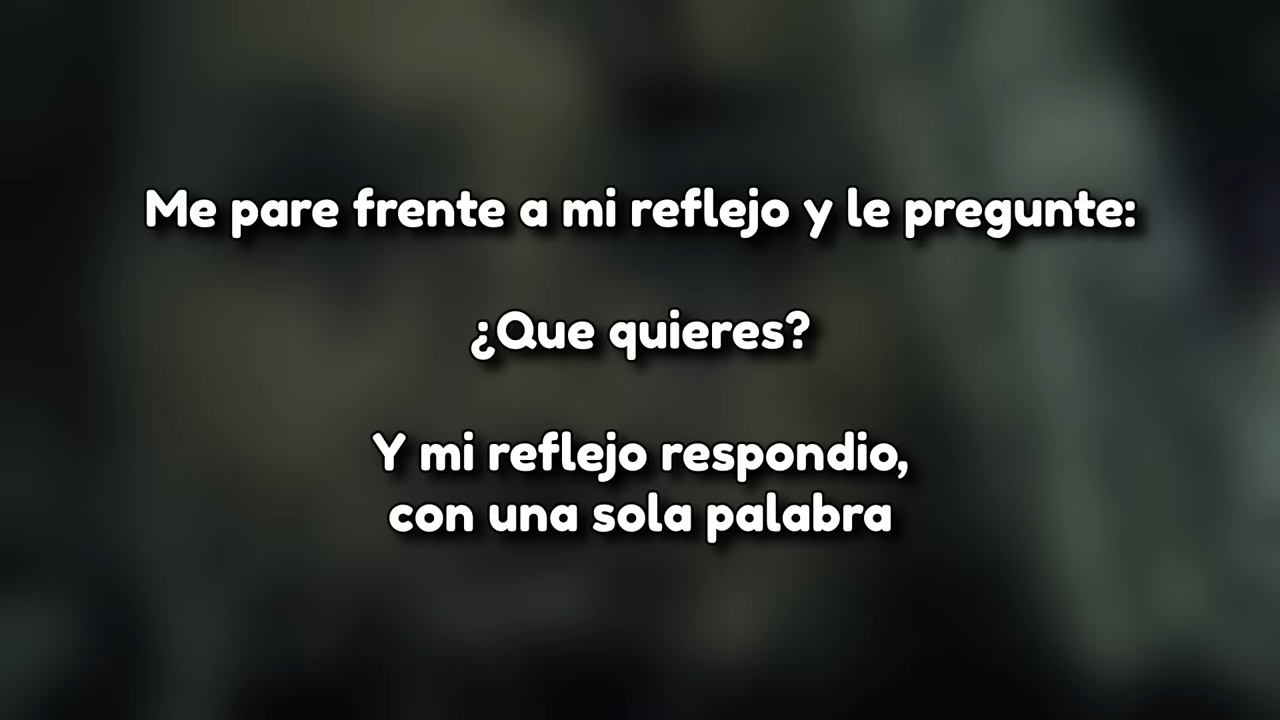 Me pare frente a mi reflejo y le pregunte:
¿Que quieres?
Y mi reflejo respondio,
con una sola palabra